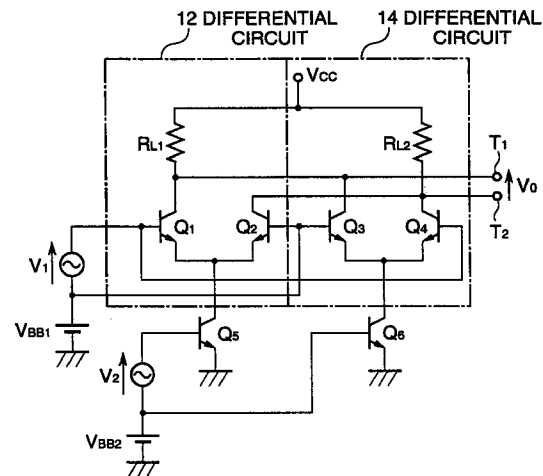 12 DIFFERENTIAL CIRCUIT
14 DIFFERENTIAL CIRCUIT
VCC
RL1
RL2
T1
V0
T2
Q1
Q2
Q3
Q4
V1
VBB1
Q5
Q6
V2
VBB2